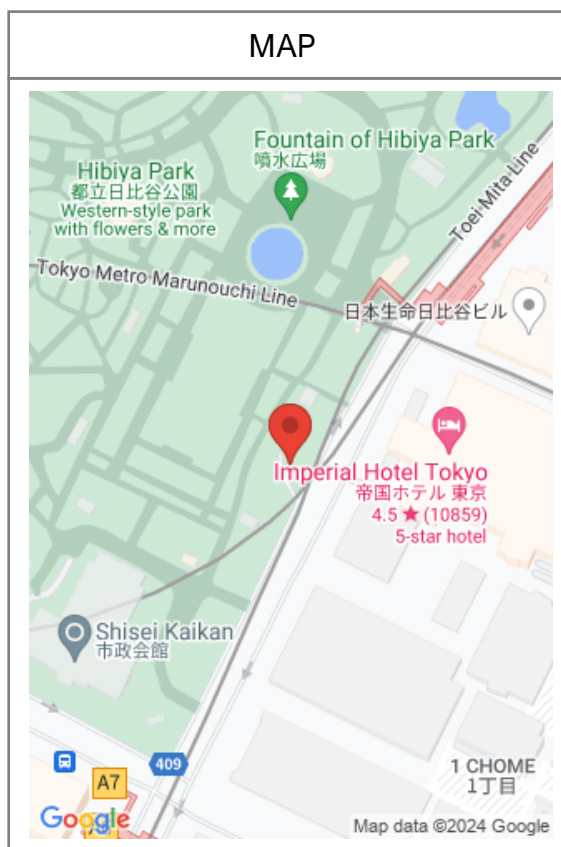 MAP
Fountain of Hibiya Park
噴水広場
Hibiya Park
都立日比谷公園
Western-style park
with flowers & more
Toei Mita Line
Tokyo Metro Marunouchi Line
日本生命日比谷ビル
Imperial Hotel Tokyo
帝国ホテル 東京
4.5 ★ (10859)
5-star hotel
Shisei Kaikan
市政会館
409
1 CHOME
1丁目
A7
Google
Map data ©2024 Google